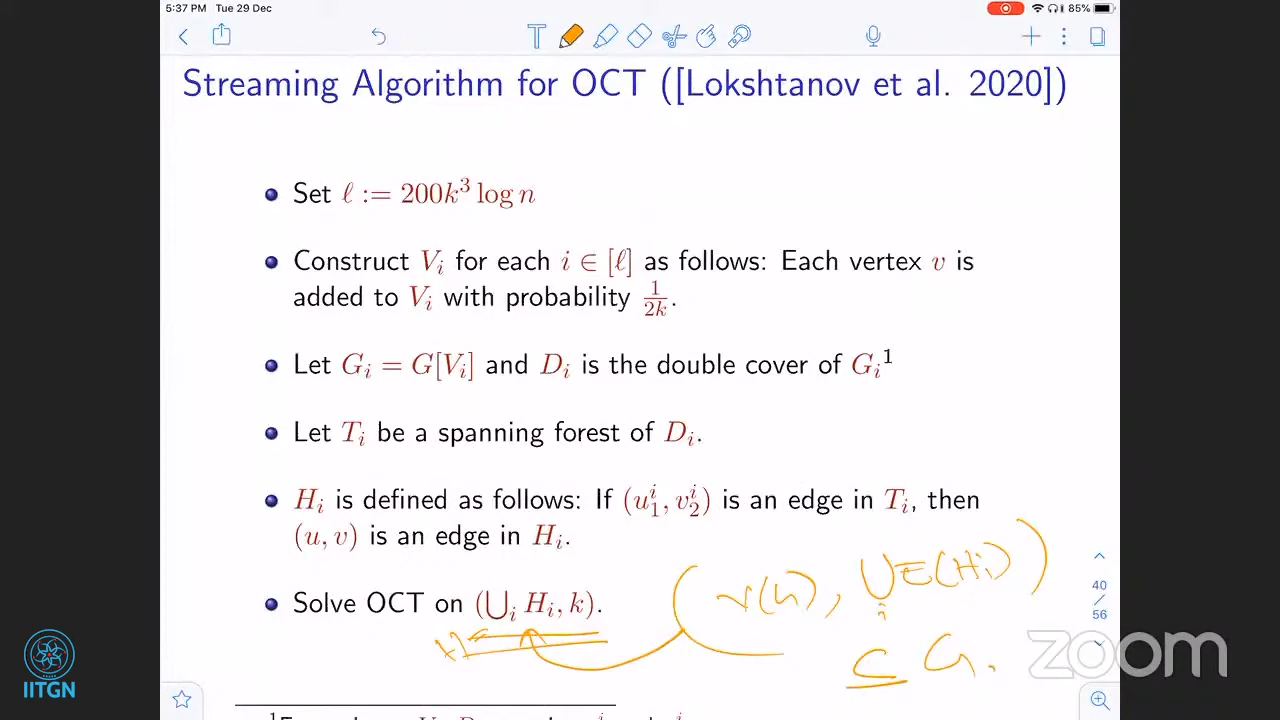 5:37 PM Tue 29 Dec
85%
Streaming Algorithm for OCT ([Lokshtanov et al. 2020])
Set ℓ := 200k³ log n
Construct Vᵢ for each i ∈ [ℓ] as follows: Each vertex v is
added to Vᵢ with probability 1/2k.
Let Gᵢ = G[Vᵢ] and Dᵢ is the double cover of Gᵢ¹
Let Tᵢ be a spanning forest of Dᵢ.
Hᵢ is defined as follows: If (u₁ⁱ, v₂ⁱ) is an edge in Tᵢ, then
(u, v) is an edge in Hᵢ.
(V(G), ⋃ᵢ E(Hᵢ))
Solve OCT on (⋃ᵢ Hᵢ, k).
⊆ G.
40
/
56
zoom
IITGN